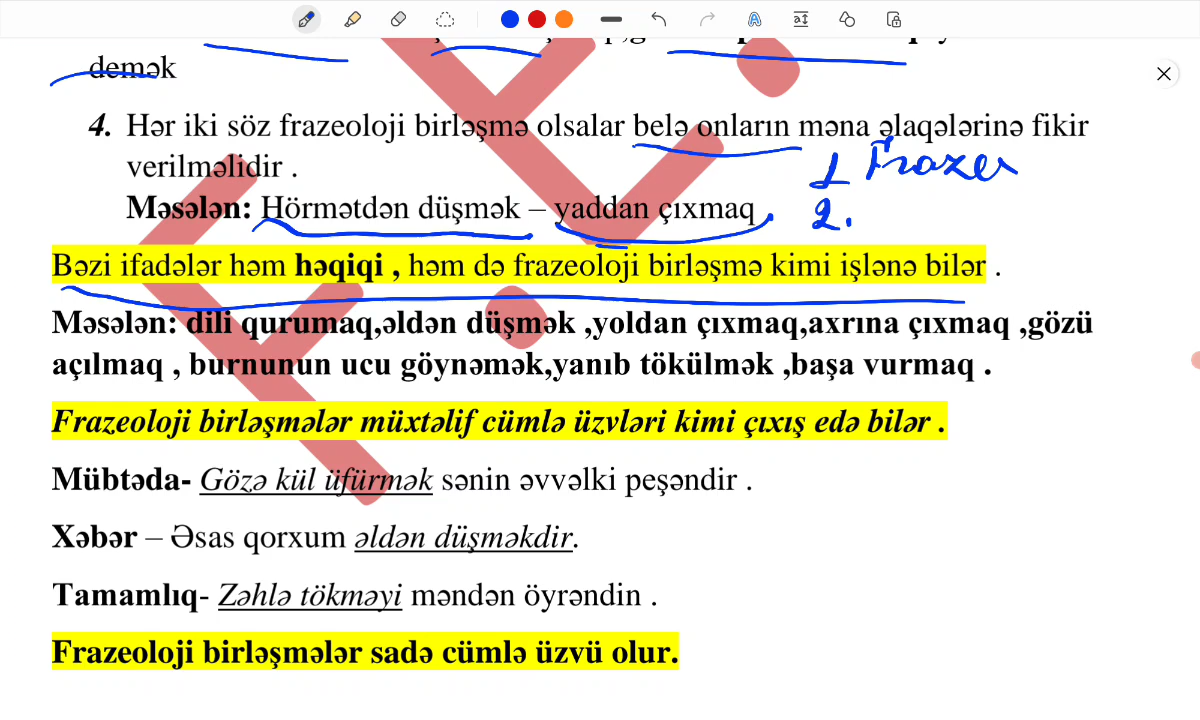 demək
4. Hər iki söz frazeoloji birləşmə olsalar belə onların məna əlaqələrinə fikir
verilməlidir .
1 Frazeo
Məsələn: Hörmətdən düşmək – yaddan çıxmaq
2.
Bəzi ifadələr həm həqiqi , həm də frazeoloji birləşmə kimi işlənə bilər .
Məsələn: dili qurumaq,əldən düşmək ,yoldan çıxmaq,axrına çıxmaq ,gözü
açılmaq , burnunun ucu göynəmək,yanıb tökülmək ,başa vurmaq .
Frazeoloji birləşmələr müxtəlif cümlə üzvləri kimi çıxış edə bilər .
Mübtəda- Gözə kül üfürmək sənin əvvəlki peşəndir .
Xəbər – Əsas qorxum əldən düşməkdir.
Tamamlıq- Zəhlə tökməyi məndən öyrəndin .
Frazeoloji birləşmələr sadə cümlə üzvü olur.